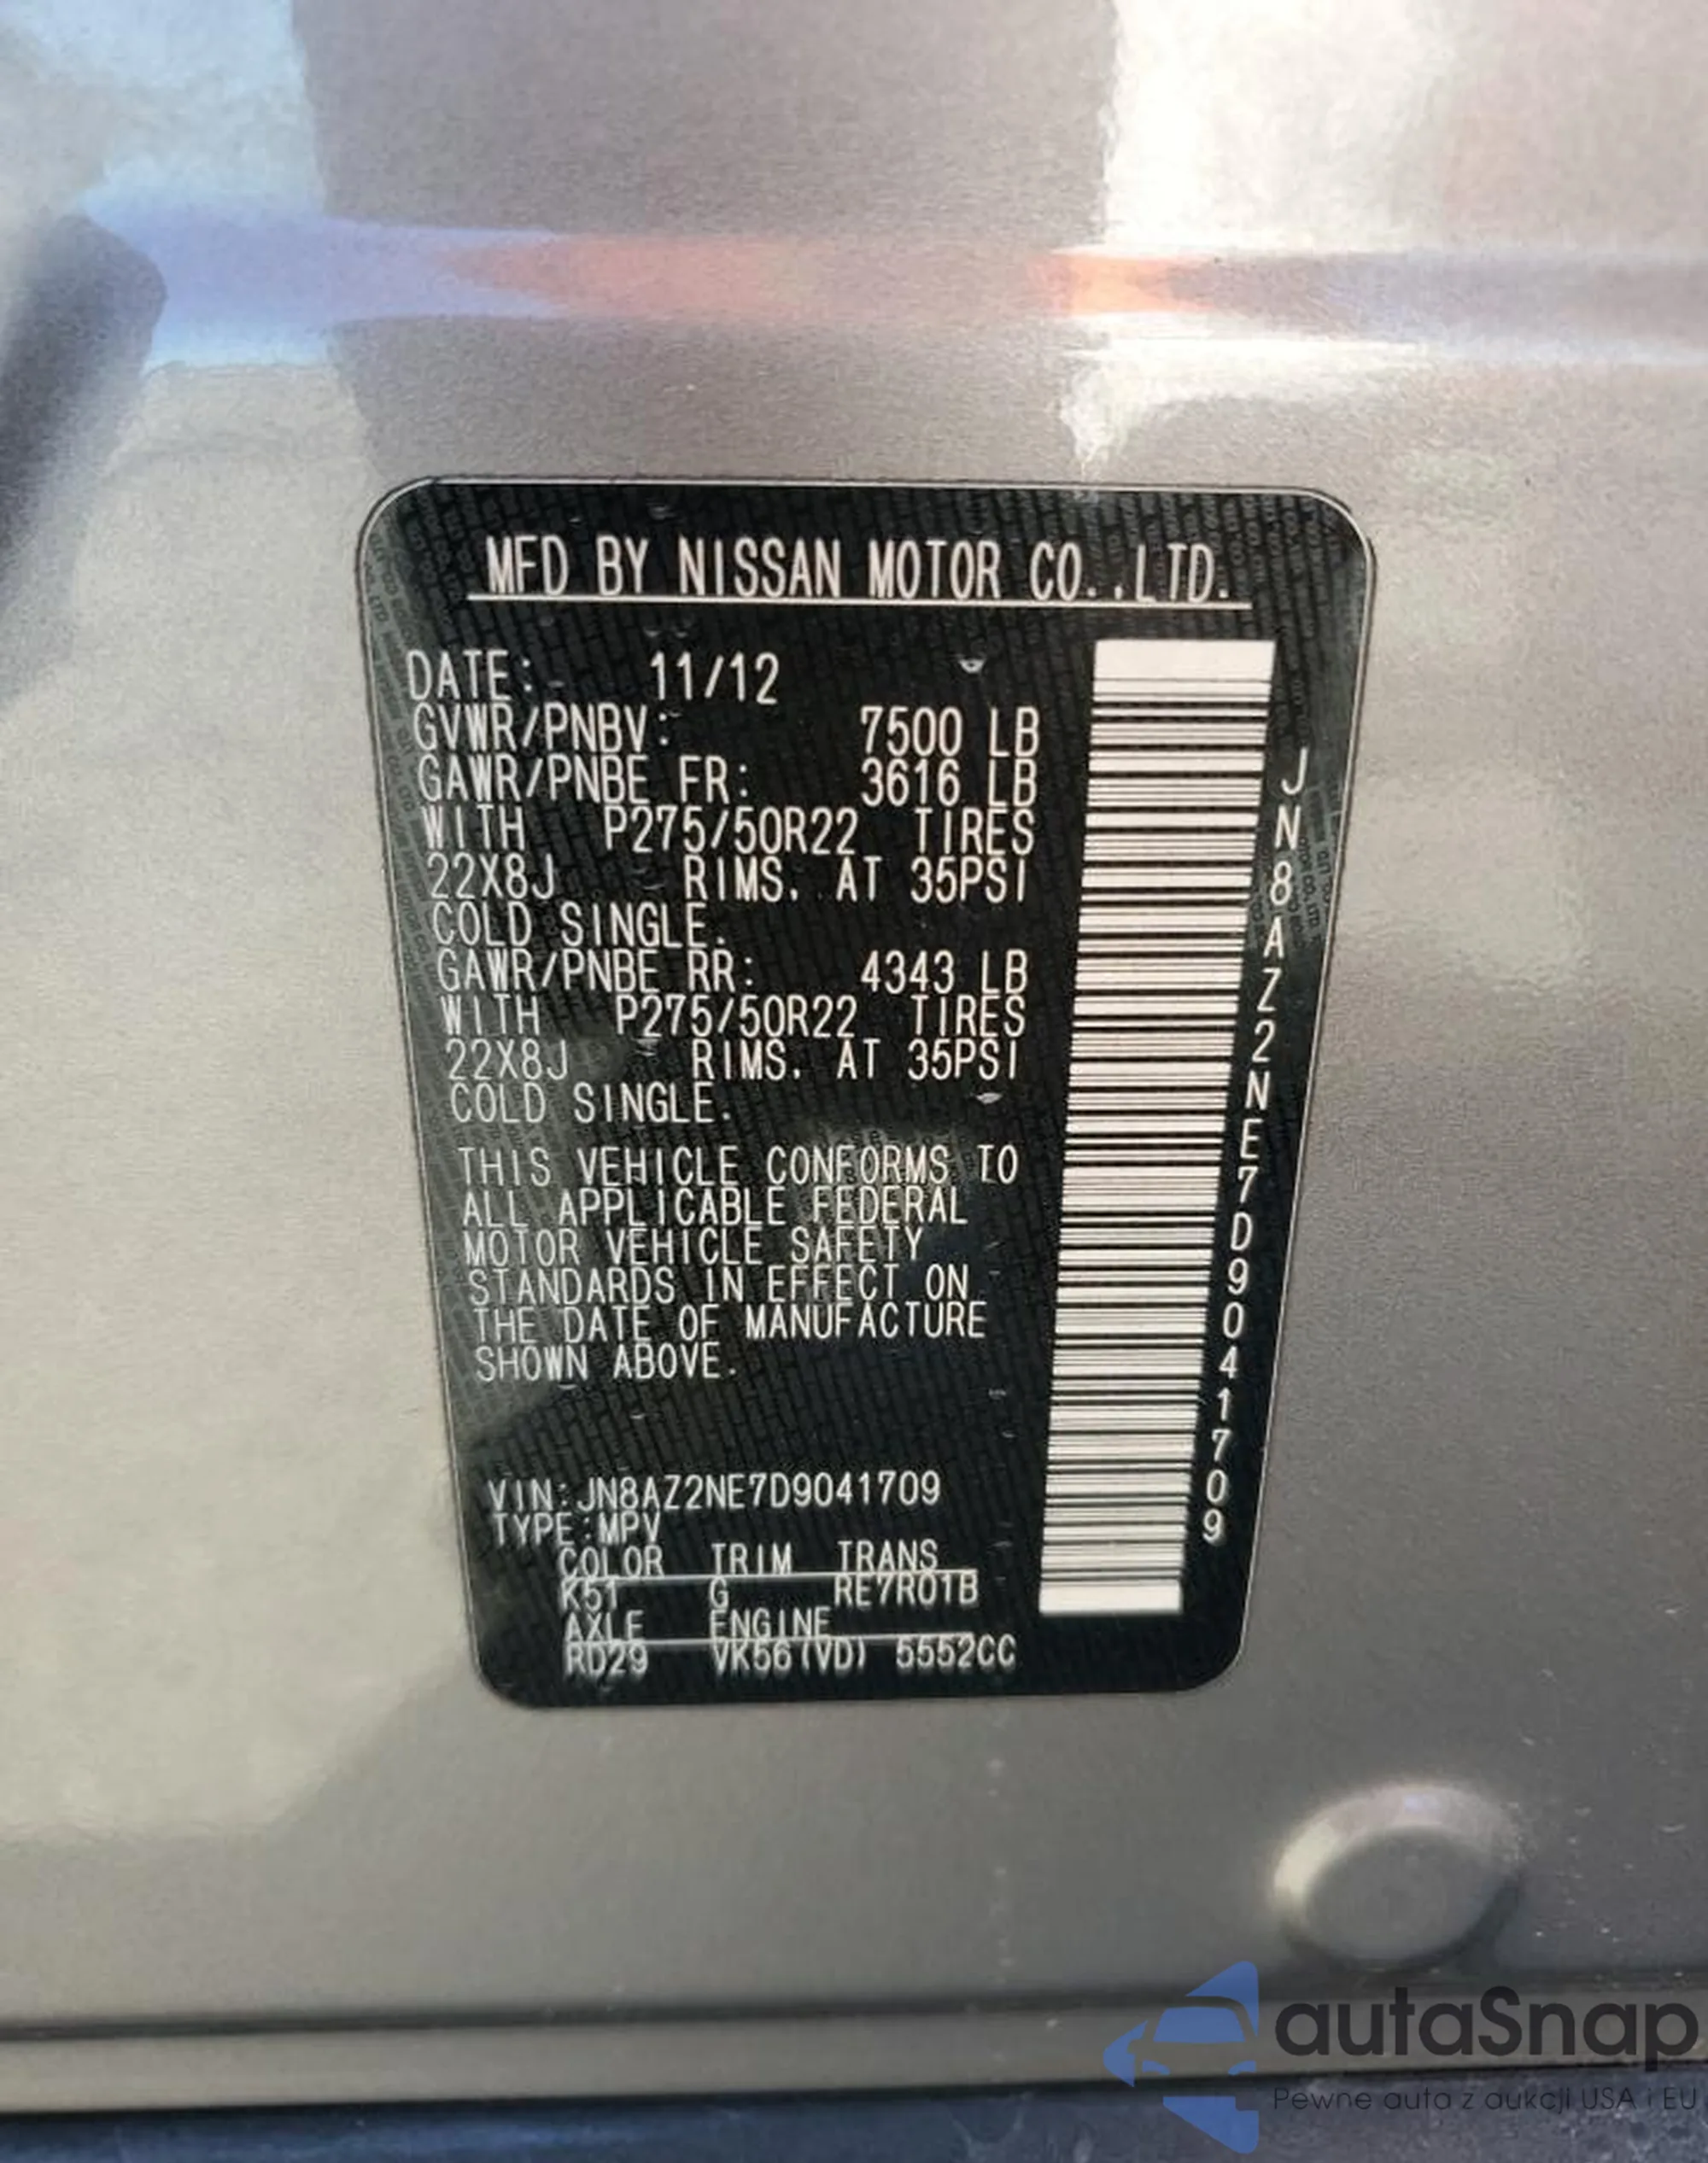 MFD BY NISSAN MOTOR CO.,LTD.
DATE: 11/12
GVWR/PNBV: 7500 LB
GAWR/PNBE FR: 3616 LB
WITH P275/50R22 TIRES
22X8J RIMS. AT 35PSI
COLD SINGLE.
GAWR/PNBE RR: 4343 LB
WITH P275/50R22 TIRES
22X8J RIMS. AT 35PSI
COLD SINGLE.
THIS VEHICLE CONFORMS TO
ALL APPLICABLE FEDERAL
MOTOR VEHICLE SAFETY
STANDARDS IN EFFECT ON
THE DATE OF MANUFACTURE
SHOWN ABOVE.
VIN:JN8AZ2NE7D9041709
TYPE:MPV
COLOR TRIM TRANS
K51 G RE7R01B
AXLE ENGINE
RD29 VK56(VD) 5552CC
JN8AZ2NE7D9041709
autaSnap
Pewne auta z aukcji USA i EU